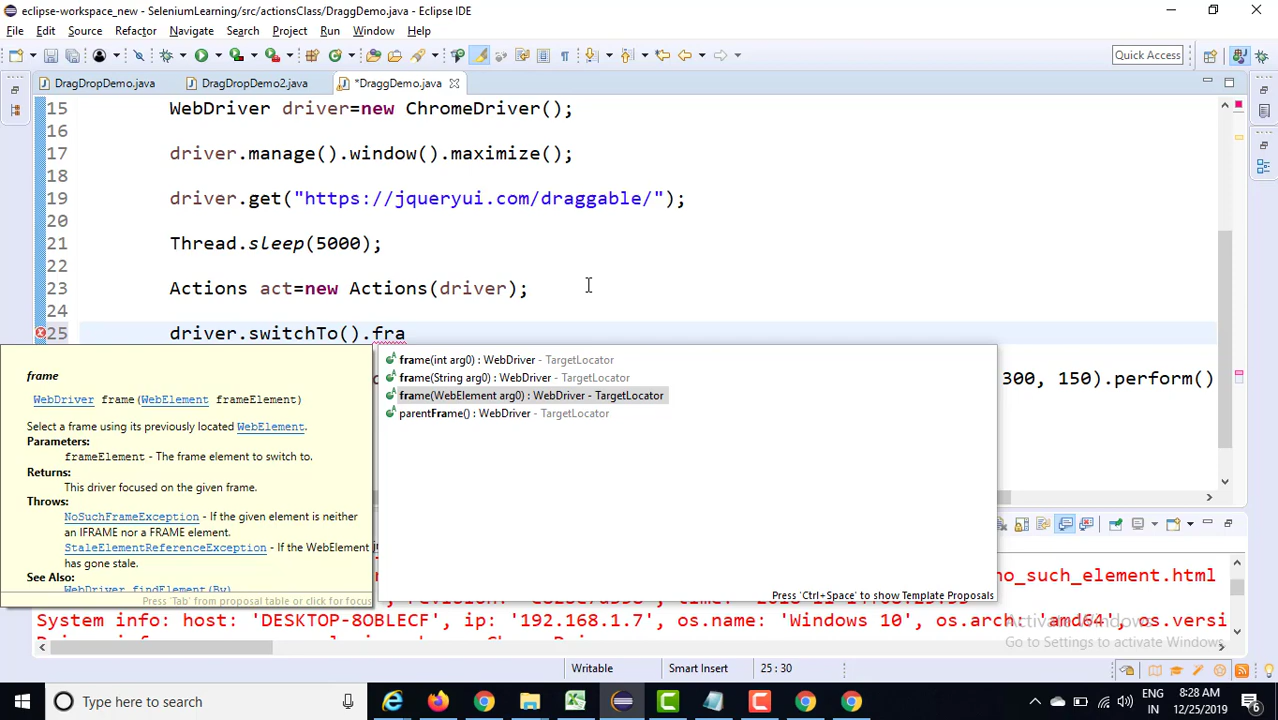 eclipse-workspace_new - SeleniumLearning/src/actionsClass/DraggDemo.java - Eclipse IDE
File Edit Source Refactor Navigate Search Project Run Window Help
Quick Access
DragDropDemo.java DragDropDemo2.java *DraggDemo.java
15 WebDriver driver=new ChromeDriver();
16
17 driver.manage().window().maximize();
18
19 driver.get("https://jqueryui.com/draggable/");
20
21 Thread.sleep(5000);
22
23 Actions act=new Actions(driver);
24
25 driver.switchTo().fra
300, 150).perform()
frame
WebDriver frame(WebElement frameElement)
Select a frame using its previously located WebElement.
Parameters:
frameElement - The frame element to switch to.
Returns:
This driver focused on the given frame.
Throws:
NoSuchFrameException - If the given element is neither
an IFRAME nor a FRAME element.
StaleElementReferenceException - If the WebElement
has gone stale.
See Also:
WebDriver.findElement(By)
Press 'Tab' from proposal table or click for focus
frame(int arg0) : WebDriver - TargetLocator
frame(String arg0) : WebDriver - TargetLocator
frame(WebElement arg0) : WebDriver - TargetLocator
parentFrame() : WebDriver - TargetLocator
Press 'Ctrl+Space' to show Template Proposals
no_such_element.html
System info: host: 'DESKTOP-8OBLECF', ip: '192.168.1.7', os.name: 'Windows 10', os.arch: 'amd64', os.versi
Activate Windows
Go to Settings to activate Windows.
Writable Smart Insert 25 : 30
Type here to search
ENG
IN
8:28 AM
12/25/2019
6